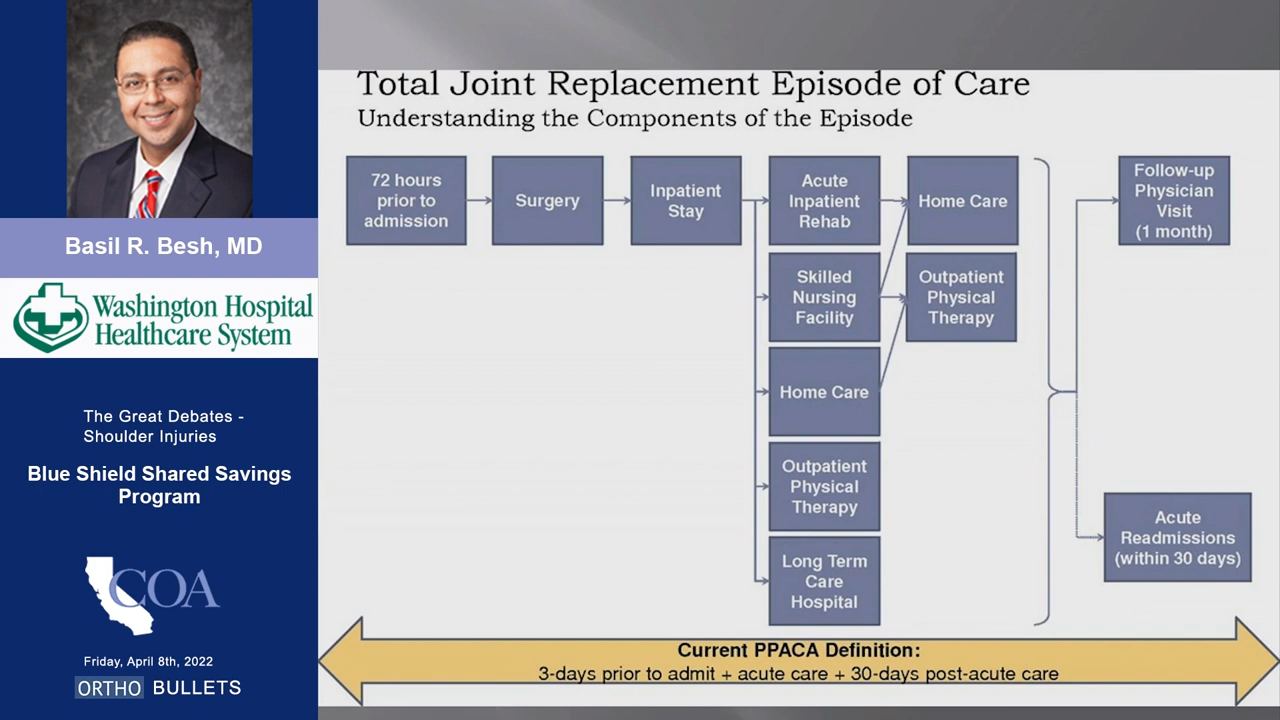 Basil R. Besh, MD
Washington Hospital
Healthcare System
The Great Debates -
Shoulder Injuries
Blue Shield Shared Savings
Program
COA
Friday, April 8th, 2022
ORTHO BULLETS
Total Joint Replacement Episode of Care
Understanding the Components of the Episode
72 hours
prior to
admission
Surgery
Inpatient
Stay
Acute
Inpatient
Rehab
Home Care
Skilled
Nursing
Facility
Outpatient
Physical
Therapy
Home Care
Outpatient
Physical
Therapy
Long Term
Care
Hospital
Follow-up
Physician
Visit
(1 month)
Acute
Readmissions
(within 30 days)
Current PPACA Definition:
3-days prior to admit + acute care + 30-days post-acute care